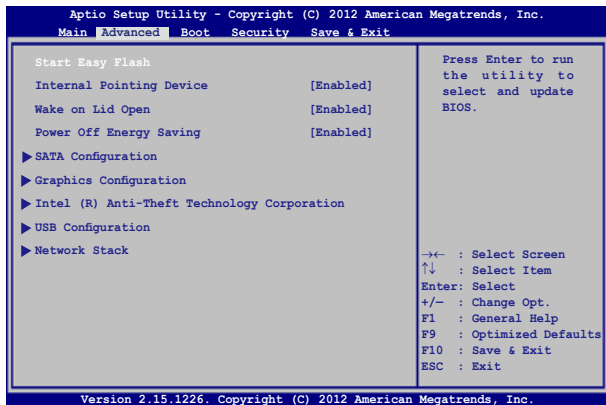 Aptio Setup Utility - Copyright (C) 2012 American Megatrends, Inc.
Main Advanced Boot Security Save & Exit
Start Easy Flash
Internal Pointing Device [Enabled]
Wake on Lid Open [Enabled]
Power Off Energy Saving [Enabled]
▶ SATA Configuration
▶ Graphics Configuration
▶ Intel (R) Anti-Theft Technology Corporation
▶ USB Configuration
▶ Network Stack
Press Enter to run
the utility to
select and update
BIOS.
→← : Select Screen
↑↓ : Select Item
Enter: Select
+/— : Change Opt.
F1 : General Help
F9 : Optimized Defaults
F10 : Save & Exit
ESC : Exit
Version 2.15.1226. Copyright (C) 2012 American Megatrends, Inc.